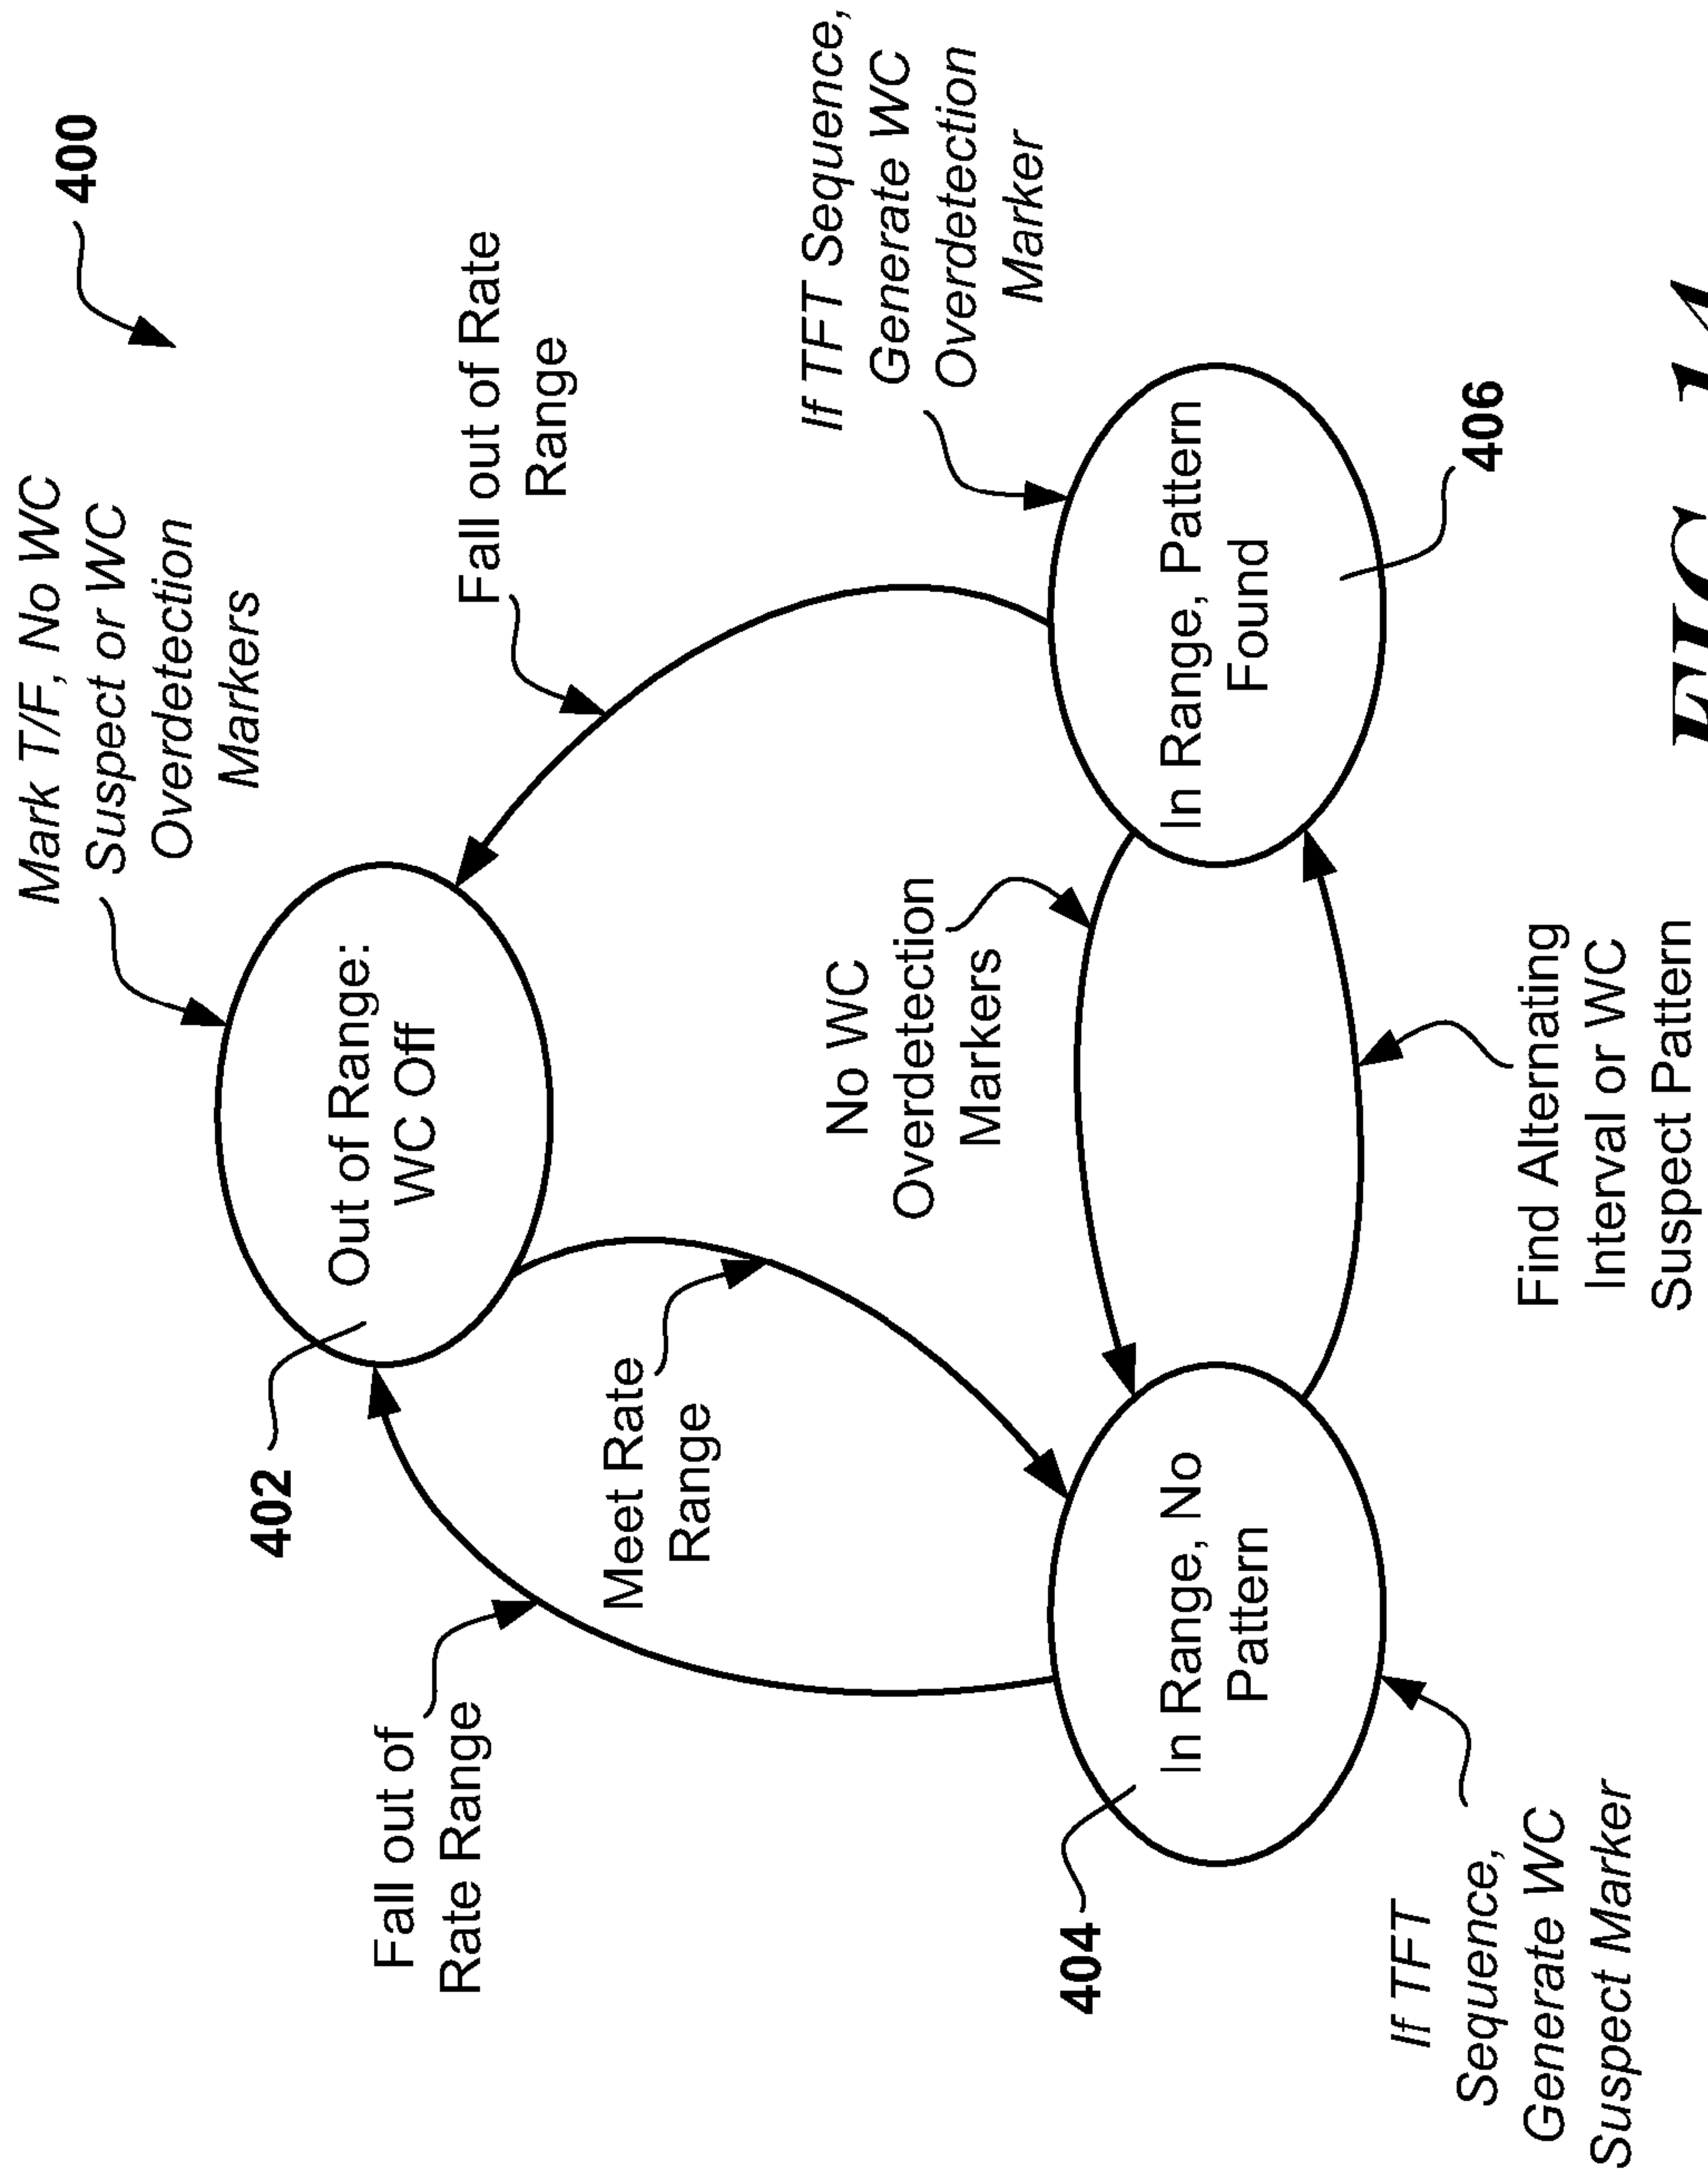 400
Mark T/F, No WC
Suspect or WC
Overdetection
Markers
402
Out of Range:
WC Off
Fall out of
Rate Range
Fall out of Rate
Range
Meet Rate
Range
No WC
Overdetection
Markers
If TFT Sequence,
Generate WC
Overdetection
Marker
404
In Range, No
Pattern
In Range, Pattern
Found
406
If TFT
Sequence,
Generate WC
Suspect Marker
Find Alternating
Interval or WC
Suspect Pattern